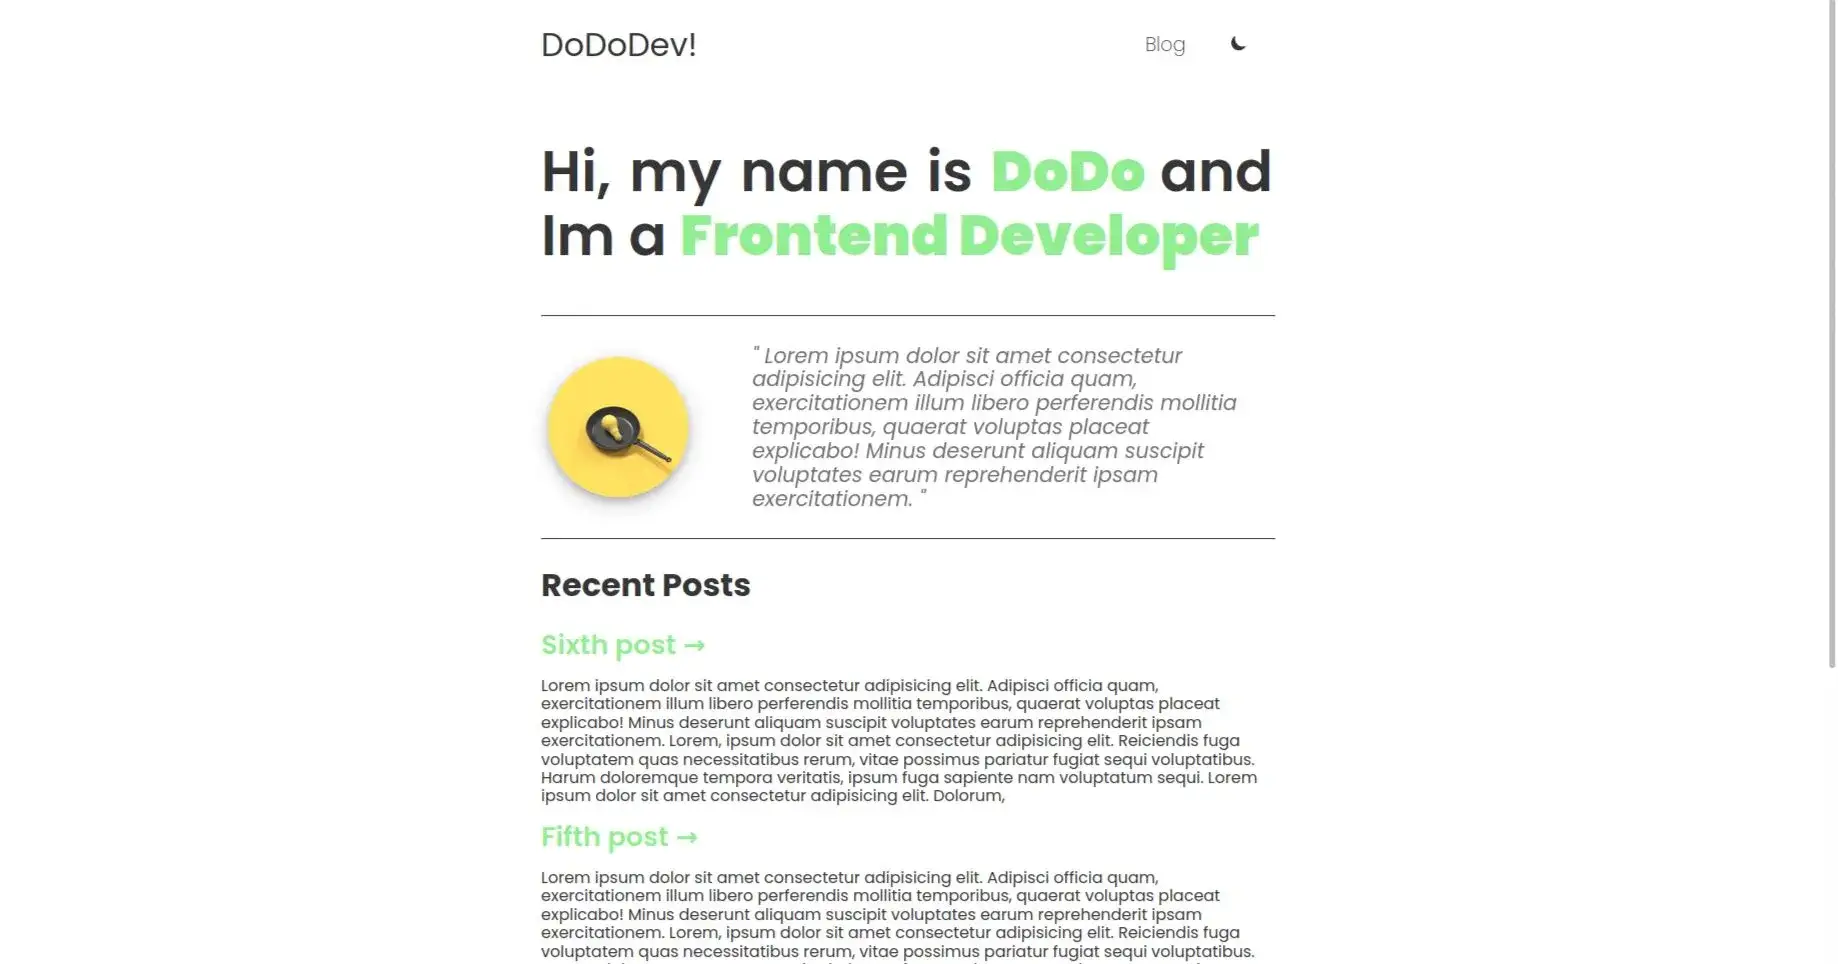 DoDoDev!
Blog
Hi, my name is DoDo and
Im a Frontend Developer
" Lorem ipsum dolor sit amet consectetur
adipisicing elit. Adipisci officia quam,
exercitationem illum libero perferendis mollitia
temporibus, quaerat voluptas placeat
explicabo! Minus deserunt aliquam suscipit
voluptates earum reprehenderit ipsam
exercitationem. "
Recent Posts
Sixth post →
Lorem ipsum dolor sit amet consectetur adipisicing elit. Adipisci officia quam,
exercitationem illum libero perferendis mollitia temporibus, quaerat voluptas placeat
explicabo! Minus deserunt aliquam suscipit voluptates earum reprehenderit ipsam
exercitationem. Lorem, ipsum dolor sit amet consectetur adipisicing elit. Reiciendis fuga
voluptatem quas necessitatibus rerum, vitae possimus pariatur fugiat sequi voluptatibus.
Harum doloremque tempora veritatis, ipsum fuga sapiente nam voluptatum sequi. Lorem
ipsum dolor sit amet consectetur adipisicing elit. Dolorum,
Fifth post →
Lorem ipsum dolor sit amet consectetur adipisicing elit. Adipisci officia quam,
exercitationem illum libero perferendis mollitia temporibus, quaerat voluptas placeat
explicabo! Minus deserunt aliquam suscipit voluptates earum reprehenderit ipsam
exercitationem. Lorem, ipsum dolor sit amet consectetur adipisicing elit. Reiciendis fuga
voluptatem quas necessitatibus rerum, vitae possimus pariatur fugiat sequi voluptatibus.